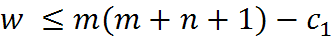 w ≤ m(m + n + 1) − c₁